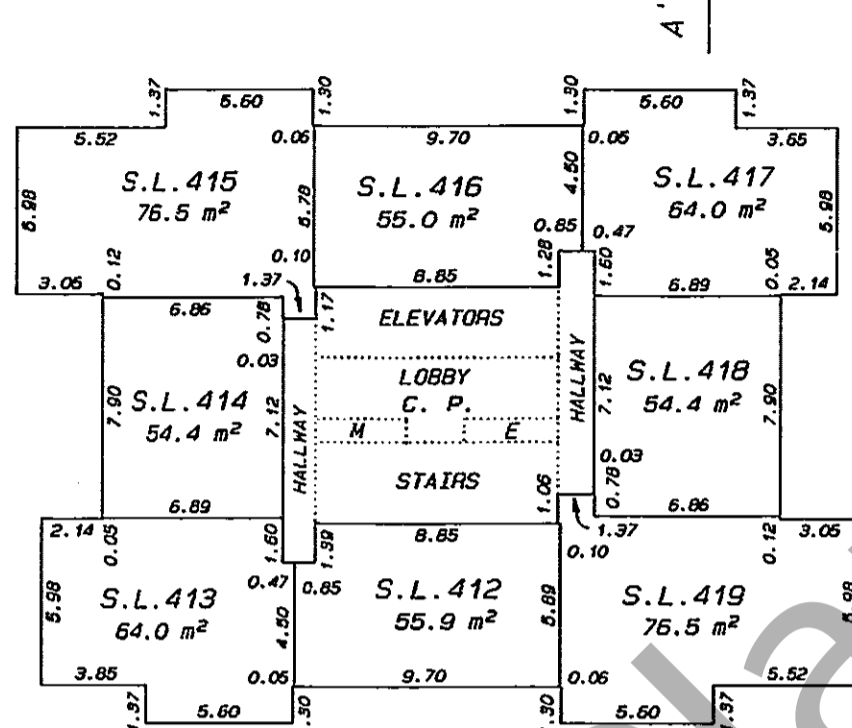 A'
1.37
5.60
1.30
1.30
5.60
1.37
5.52
0.06
9.70
0.05
3.65
S.L.415
76.5 m²
5.98
5.78
S.L.416
55.0 m²
4.50
S.L.417
64.0 m²
5.98
0.12
0.10
0.85
0.47
1.28
1.60
0.05
3.05
1.37
8.85
6.89
2.14
6.86
0.78
1.17
ELEVATORS
0.03
LOBBY
C. P.
S.L.414
54.4 m²
7.90
7.12
HALLWAY
M
E
HALLWAY
7.12
S.L.418
54.4 m²
7.90
STAIRS
0.03
0.78
1.06
6.89
6.86
2.14
0.05
1.60
1.39
8.85
1.37
0.10
0.12
3.05
S.L.413
64.0 m²
5.98
0.47
0.85
4.50
S.L.412
55.9 m²
5.89
S.L.419
76.5 m²
5.98
3.85
0.05
9.70
0.06
5.52
1.37
5.60
1.30
1.30
5.60
1.37